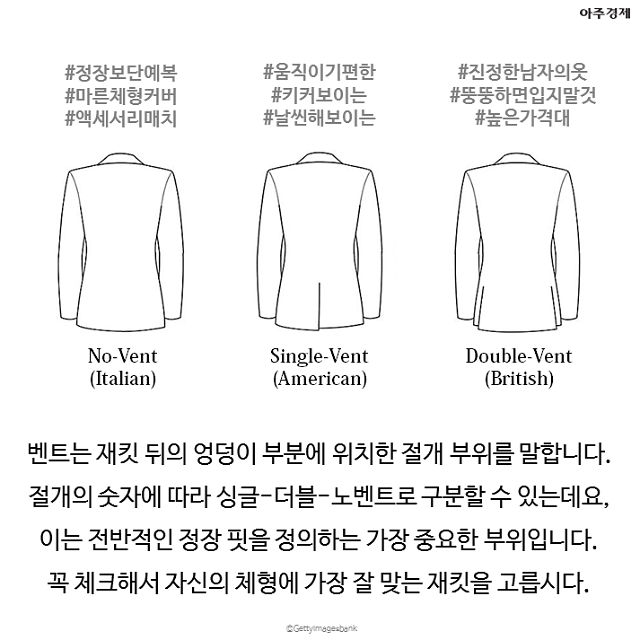 아주경제
#정장보단예복
#마른체형커버
#액세서리매치
#움직이기편한
#키커보이는
#날씬해보이는
#진정한남자의옷
#뚱뚱하면입지말것
#높은가격대
No-Vent
(Italian)
Single-Vent
(American)
Double-Vent
(British)
벤트는 재킷 뒤의 엉덩이 부분에 위치한 절개 부위를 말합니다.
절개의 숫자에 따라 싱글-더블-노벤트로 구분할 수 있는데요,
이는 전반적인 정장 핏을 정의하는 가장 중요한 부위입니다.
꼭 체크해서 자신의 체형에 가장 잘 맞는 재킷을 고릅시다.
©Gettyimagesbank